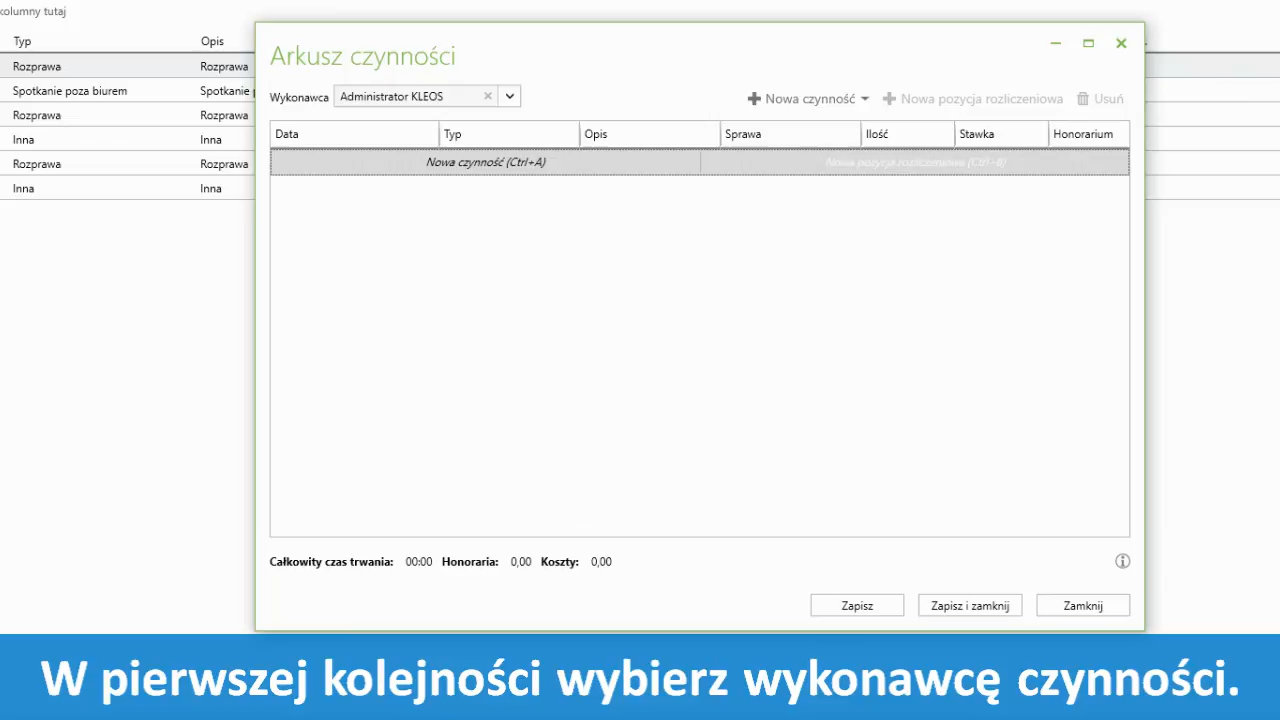 kolumny tutaj
Typ Opis
Rozprawa Rozprawa
Spotkanie poza biurem Spotkanie
Rozprawa Rozprawa
Inna Inna
Rozprawa Rozprawa
Inna Inna
Arkusz czynności
Wykonawca Administrator KLEOS Nowa czynność Nowa pozycja rozliczeniowa Usuń
Data Typ Opis Sprawa Ilość Stawka Honorarium
Nowa czynność (Ctrl+A) Nowa pozycja rozliczeniowa (Ctrl+B)
Całkowity czas trwania: 00:00 Honoraria: 0,00 Koszty: 0,00
Zapisz Zapisz i zamknij Zamknij
W pierwszej kolejności wybierz wykonawcę czynności.